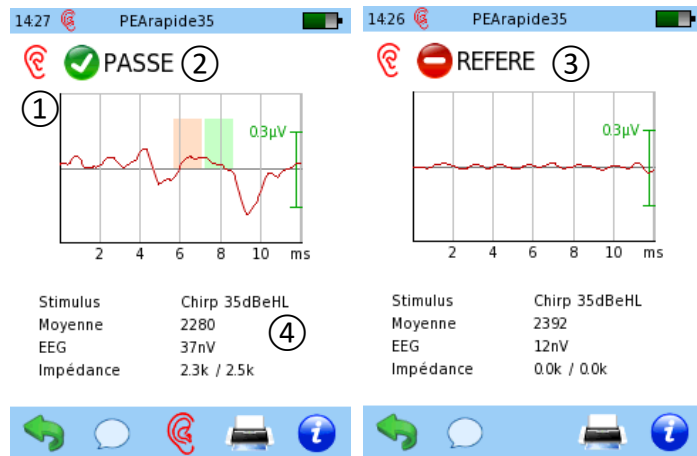 14:27 PEArapide35
PASSE ②
①
0.3µV
2 4 6 8 10 ms
Stimulus Chirp 35dBeHL
Moyenne 2280
④
EEG 37nV
Impédance 2.3k / 2.5k
i
14:26 PEArapide35
REFERE ③
0.3µV
2 4 6 8 10 ms
Stimulus Chirp 35dBeHL
Moyenne 2392
EEG 12nV
Impédance 0.0k / 0.0k
i